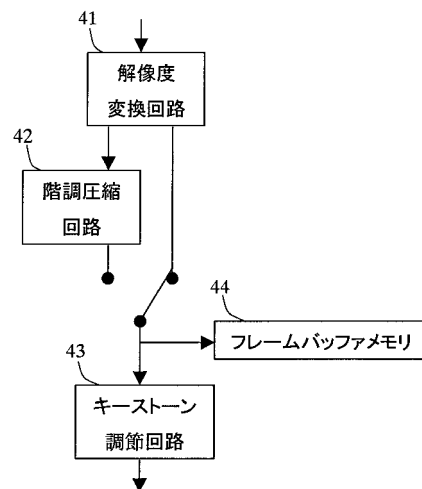 41
解像度
変換回路
42
階調圧縮
回路
44
フレームバッファメモリ
43
キーストーン
調節回路